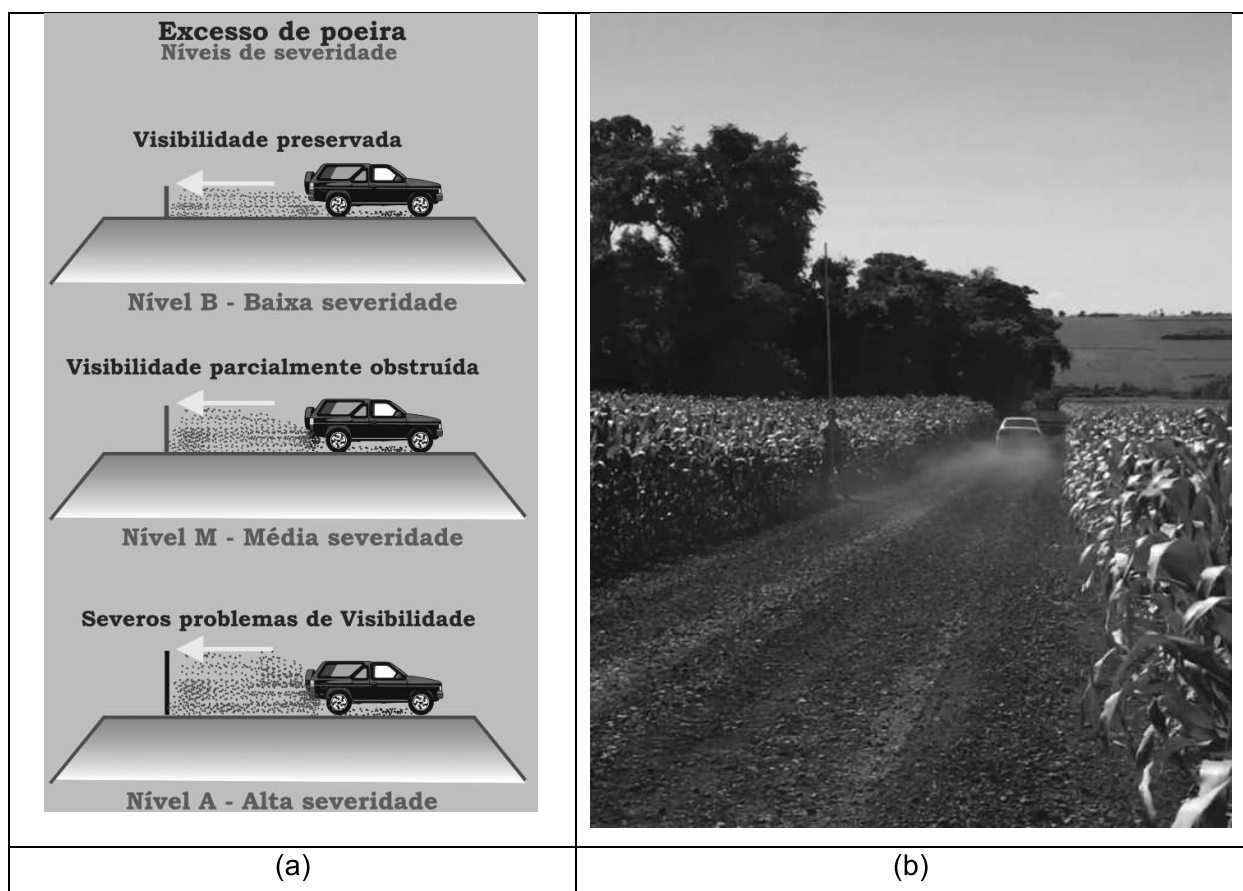 Excesso de poeira
Níveis de severidade
Visibilidade preservada
Nível B - Baixa severidade
Visibilidade parcialmente obstruída
Nível M - Média severidade
Severos problemas de Visibilidade
Nível A - Alta severidade
(a)
(b)